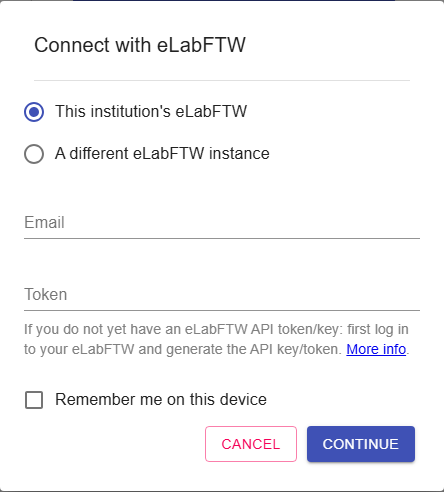 Connect with eLabFTW
This institution's eLabFTW
A different eLabFTW instance
Email
Token
If you do not yet have an eLabFTW API token/key: first log in
to your eLabFTW and generate the API key/token. More info.
Remember me on this device
CANCEL CONTINUE